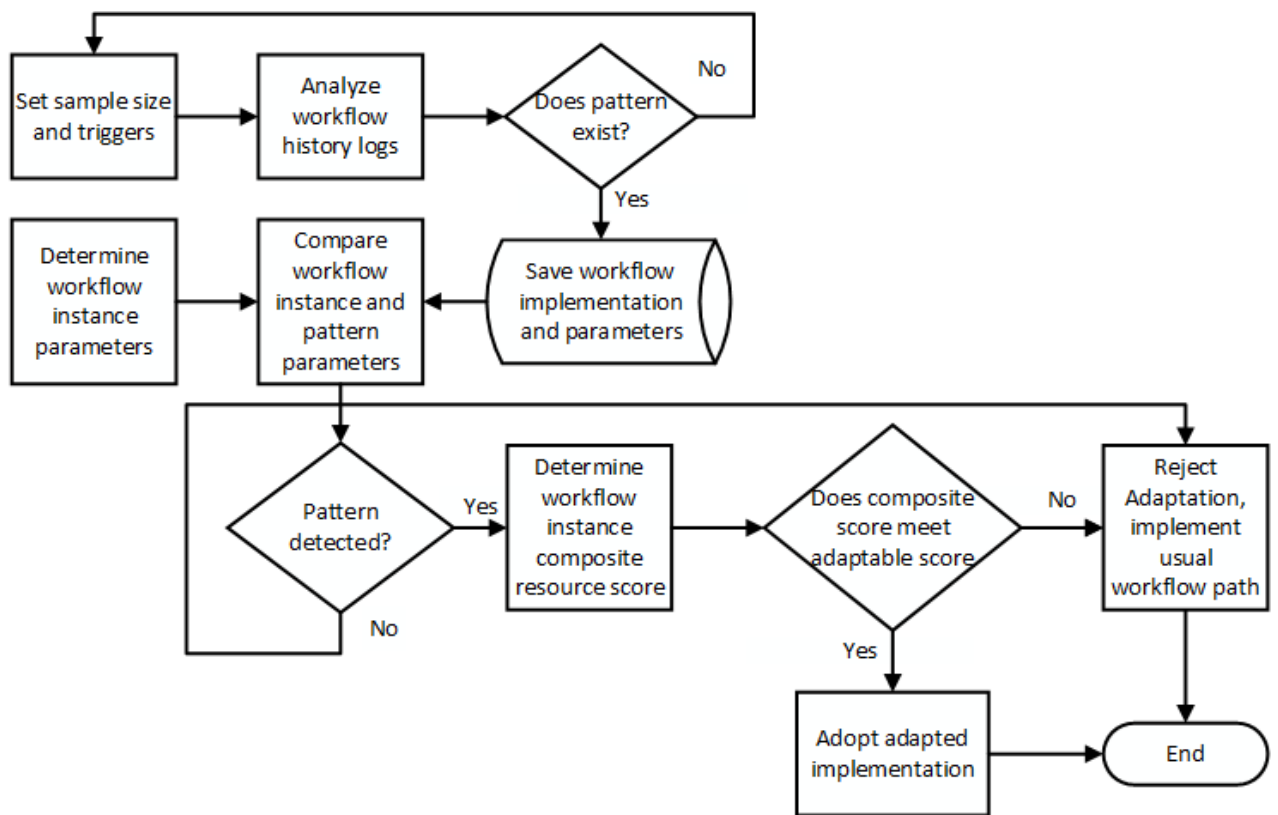 Set sample size
and triggers
Analyze
workflow
history logs
Does pattern
exist?
No
Yes
Determine
workflow
instance
parameters
Compare
workflow
instance and
pattern
parameters
Save workflow
implementation
and parameters
Pattern
detected?
Yes
No
Determine
workflow
instance
composite
resource score
Does composite
score meet
adaptable score
No
Yes
Reject
Adaptation,
implement
usual
workflow path
Adopt adapted
implementation
End